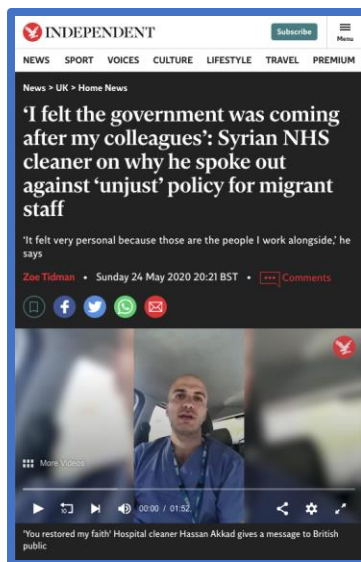 INDEPENDENT
Subscribe
Menu
NEWS SPORT VOICES CULTURE LIFESTYLE TRAVEL PREMIUM
News > UK > Home News
‘I felt the government was coming
after my colleagues’: Syrian NHS
cleaner on why he spoke out
against ‘unjust’ policy for migrant
staff
‘It felt very personal because those are the people I work alongside,’ he
says
Zoe Tidman • Sunday 24 May 2020 20:21 BST • Comments
More Videos
10
00:00 / 01:52
'You restored my faith' Hospital cleaner Hassan Akkad gives a message to British
public